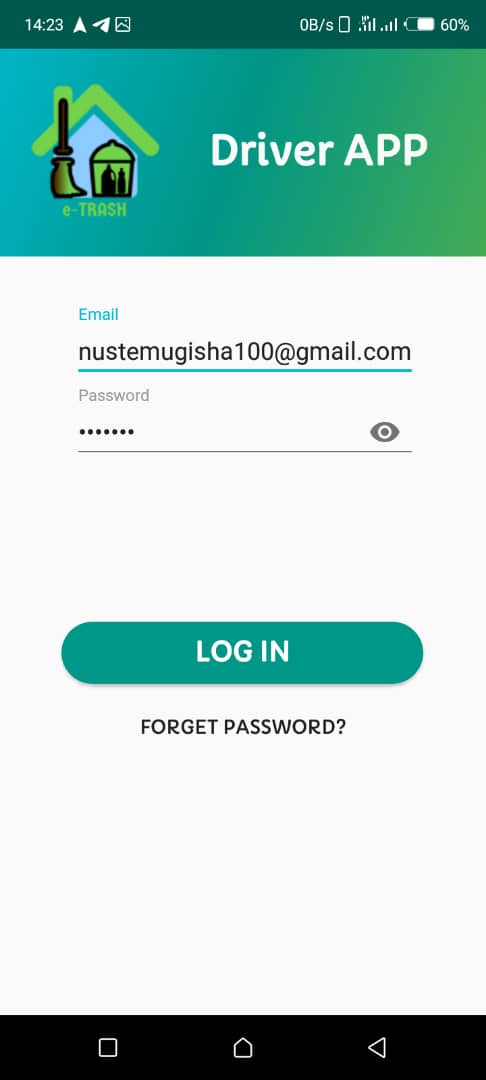 14:23 0B/s 60%
Driver APP
e-TRASH
Email
nustemugisha100@gmail.com
Password
•••••••
LOG IN
FORGET PASSWORD?